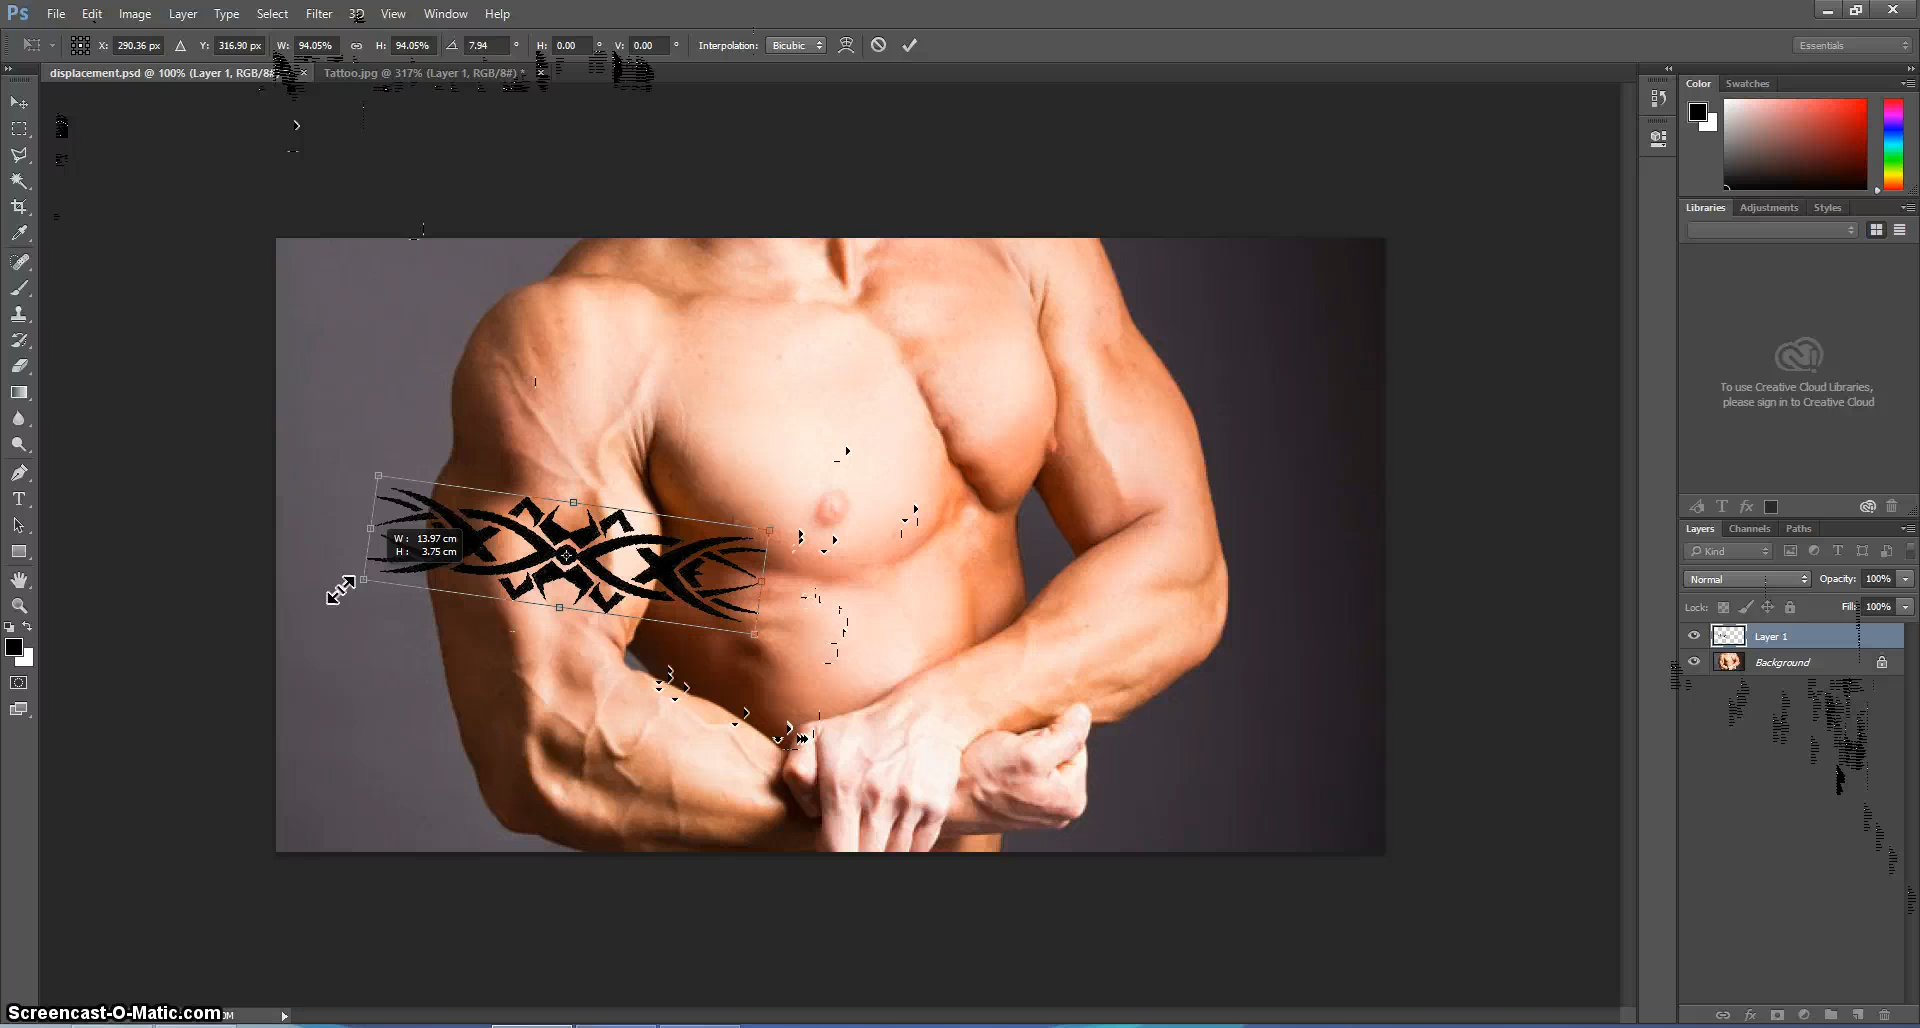 Ps File Edit Image Layer Type Select Filter 3D View Window Help
X: 290.36 px Y: 316.90 px W: 94.05% H: 94.05% 7.94 ° H: 0.00 ° V: 0.00 ° Interpolation: Bicubic Essentials
displacement.psd @ 100% (Layer 1, RGB/8# × Tattoo.jpg @ 317% (Layer 1, RGB/8#) * ×
Color Swatches
Libraries Adjustments Styles
To use Creative Cloud Libraries,
please sign in to Creative Cloud
W: 13.97 cm
H: 3.75 cm
Layers Channels Paths
Kind
Normal Opacity: 100%
Lock: Fill: 100%
Layer 1
Background
Screencast-O-Matic.com